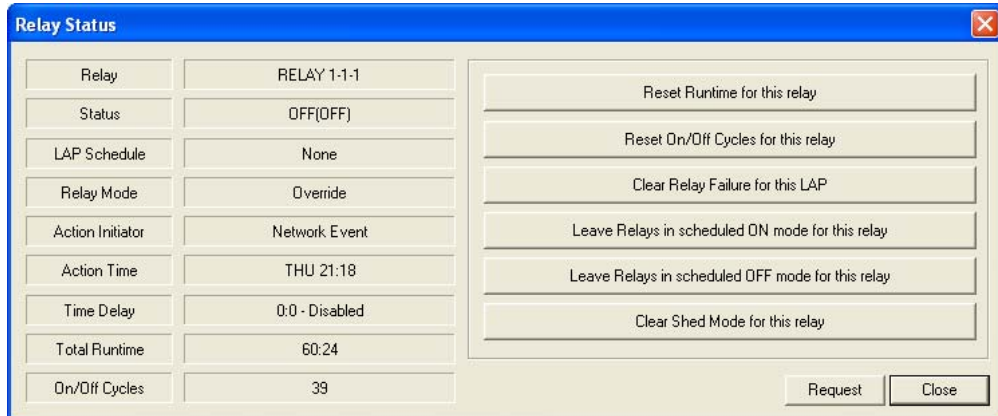 Relay Status
Relay RELAY 1-1-1
Status OFF(OFF)
LAP Schedule None
Relay Mode Override
Action Initiator Network Event
Action Time THU 21:18
Time Delay 0:0 - Disabled
Total Runtime 60:24
On/Off Cycles 39
Reset Runtime for this relay
Reset On/Off Cycles for this relay
Clear Relay Failure for this LAP
Leave Relays in scheduled ON mode for this relay
Leave Relays in scheduled OFF mode for this relay
Clear Shed Mode for this relay
Request Close